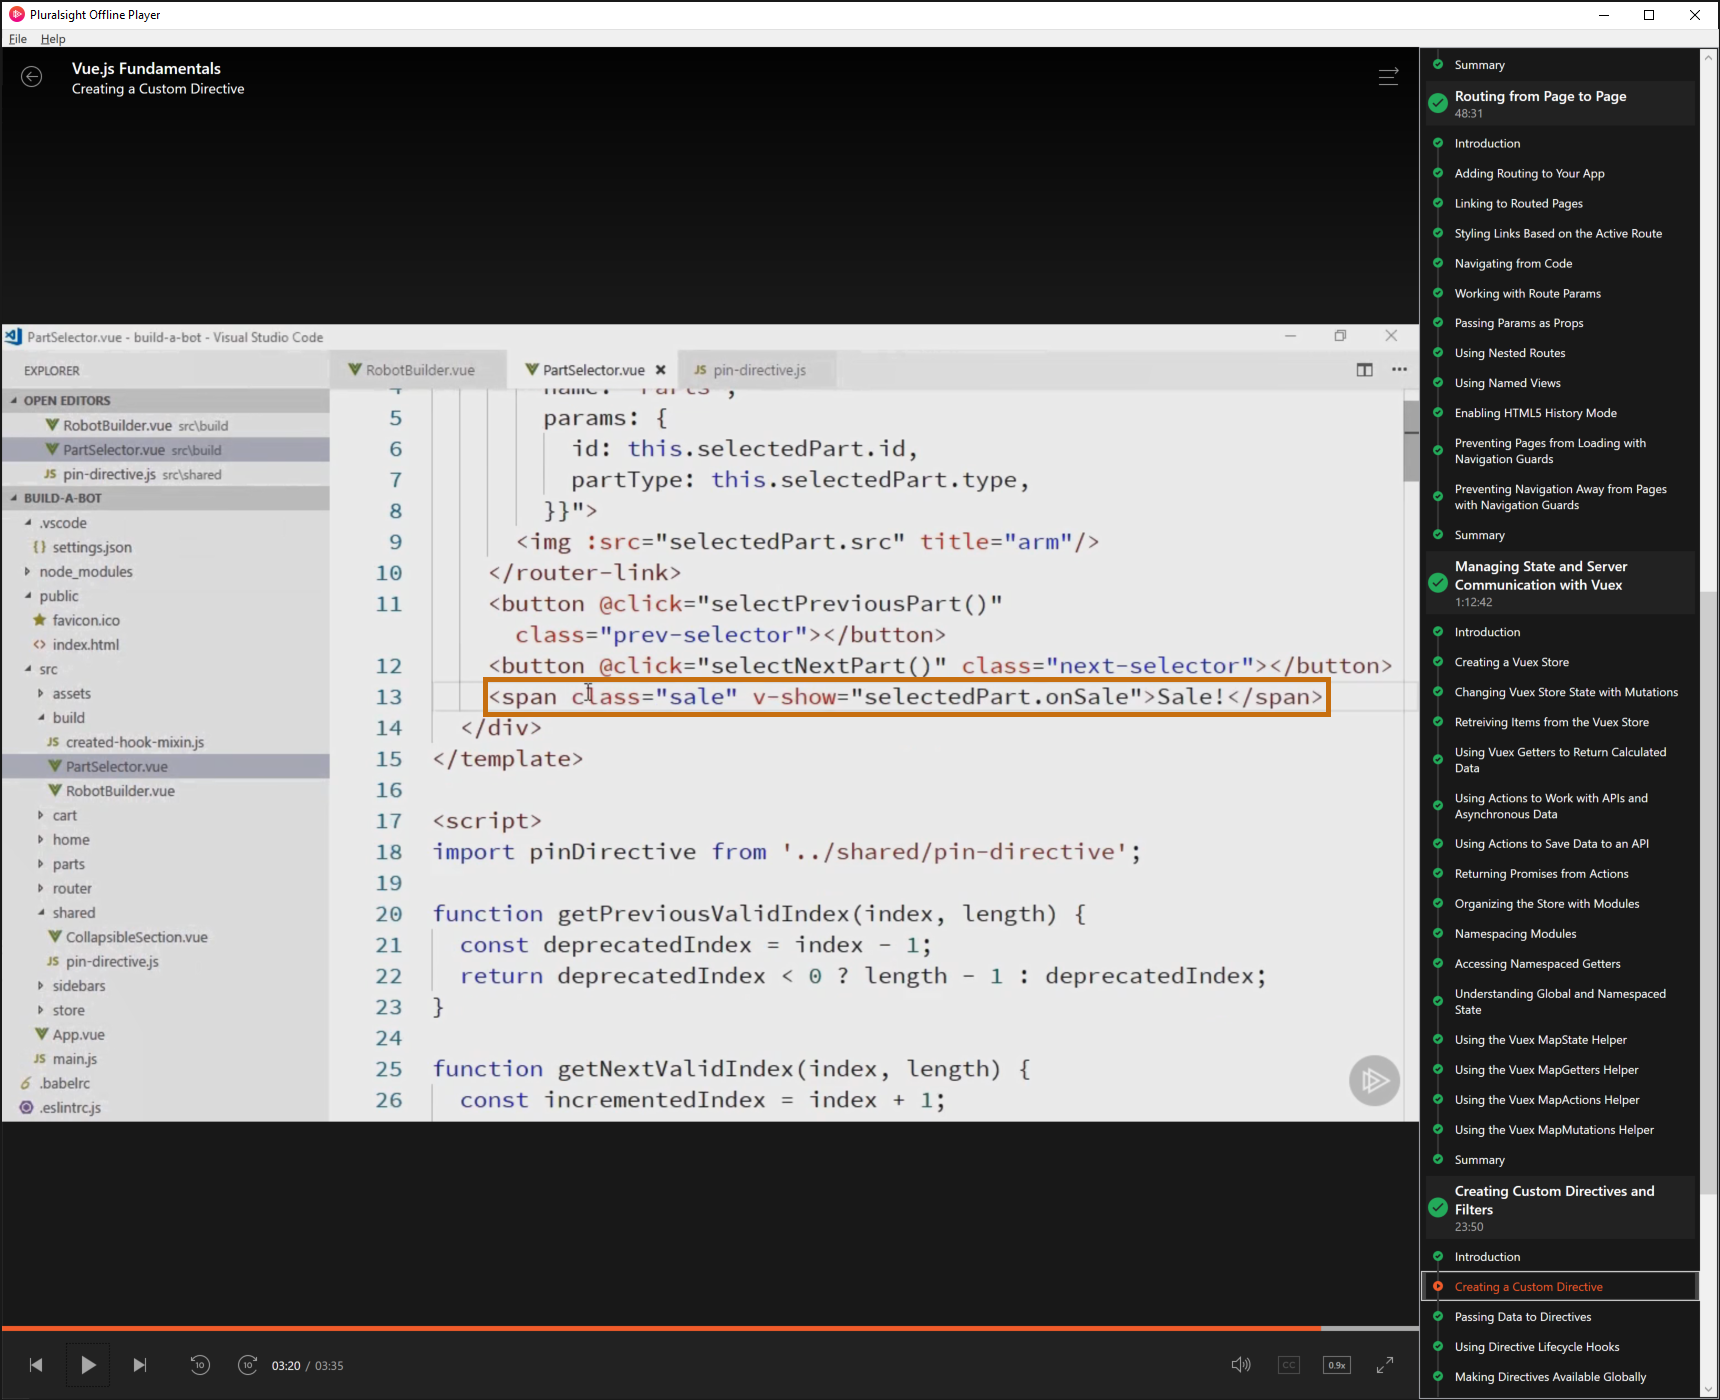 Pluralsight Offline Player
File Help
Vue.js Fundamentals
Creating a Custom Directive
PartSelector.vue - build-a-bot - Visual Studio Code
EXPLORER
OPEN EDITORS
RobotBuilder.vue src\build
PartSelector.vue src\build
JS pin-directive.js src\shared
BUILD-A-BOT
.vscode
{} settings.json
node_modules
public
favicon.ico
<> index.html
src
assets
build
JS created-hook-mixin.js
PartSelector.vue
RobotBuilder.vue
cart
home
parts
router
shared
CollapsibleSection.vue
JS pin-directive.js
sidebars
store
App.vue
JS main.js
6 .babelrc
.eslintrc.js
RobotBuilder.vue PartSelector.vue JS pin-directive.js
4 name: 'Parts',
5 params: {
6 id: this.selectedPart.id,
7 partType: this.selectedPart.type,
8 }}">
9 <img :src="selectedPart.src" title="arm"/>
10 </router-link>
11 <button @click="selectPreviousPart()"
class="prev-selector"></button>
12 <button @click="selectNextPart()" class="next-selector"></button>
13 <span class="sale" v-show="selectedPart.onSale">Sale!</span>
14 </div>
15 </template>
16
17 <script>
18 import pinDirective from '../shared/pin-directive';
19
20 function getPreviousValidIndex(index, length) {
21 const deprecatedIndex = index - 1;
22 return deprecatedIndex < 0 ? length - 1 : deprecatedIndex;
23 }
24
25 function getNextValidIndex(index, length) {
26 const incrementedIndex = index + 1;
10 10 03:20 / 03:35
CC 0.9x
Summary
Routing from Page to Page
48:31
Introduction
Adding Routing to Your App
Linking to Routed Pages
Styling Links Based on the Active Route
Navigating from Code
Working with Route Params
Passing Params as Props
Using Nested Routes
Using Named Views
Enabling HTML5 History Mode
Preventing Pages from Loading with
Navigation Guards
Preventing Navigation Away from Pages
with Navigation Guards
Summary
Managing State and Server
Communication with Vuex
1:12:42
Introduction
Creating a Vuex Store
Changing Vuex Store State with Mutations
Retreiving Items from the Vuex Store
Using Vuex Getters to Return Calculated
Data
Using Actions to Work with APIs and
Asynchronous Data
Using Actions to Save Data to an API
Returning Promises from Actions
Organizing the Store with Modules
Namespacing Modules
Accessing Namespaced Getters
Understanding Global and Namespaced
State
Using the Vuex MapState Helper
Using the Vuex MapGetters Helper
Using the Vuex MapActions Helper
Using the Vuex MapMutations Helper
Summary
Creating Custom Directives and
Filters
23:50
Introduction
Creating a Custom Directive
Passing Data to Directives
Using Directive Lifecycle Hooks
Making Directives Available Globally